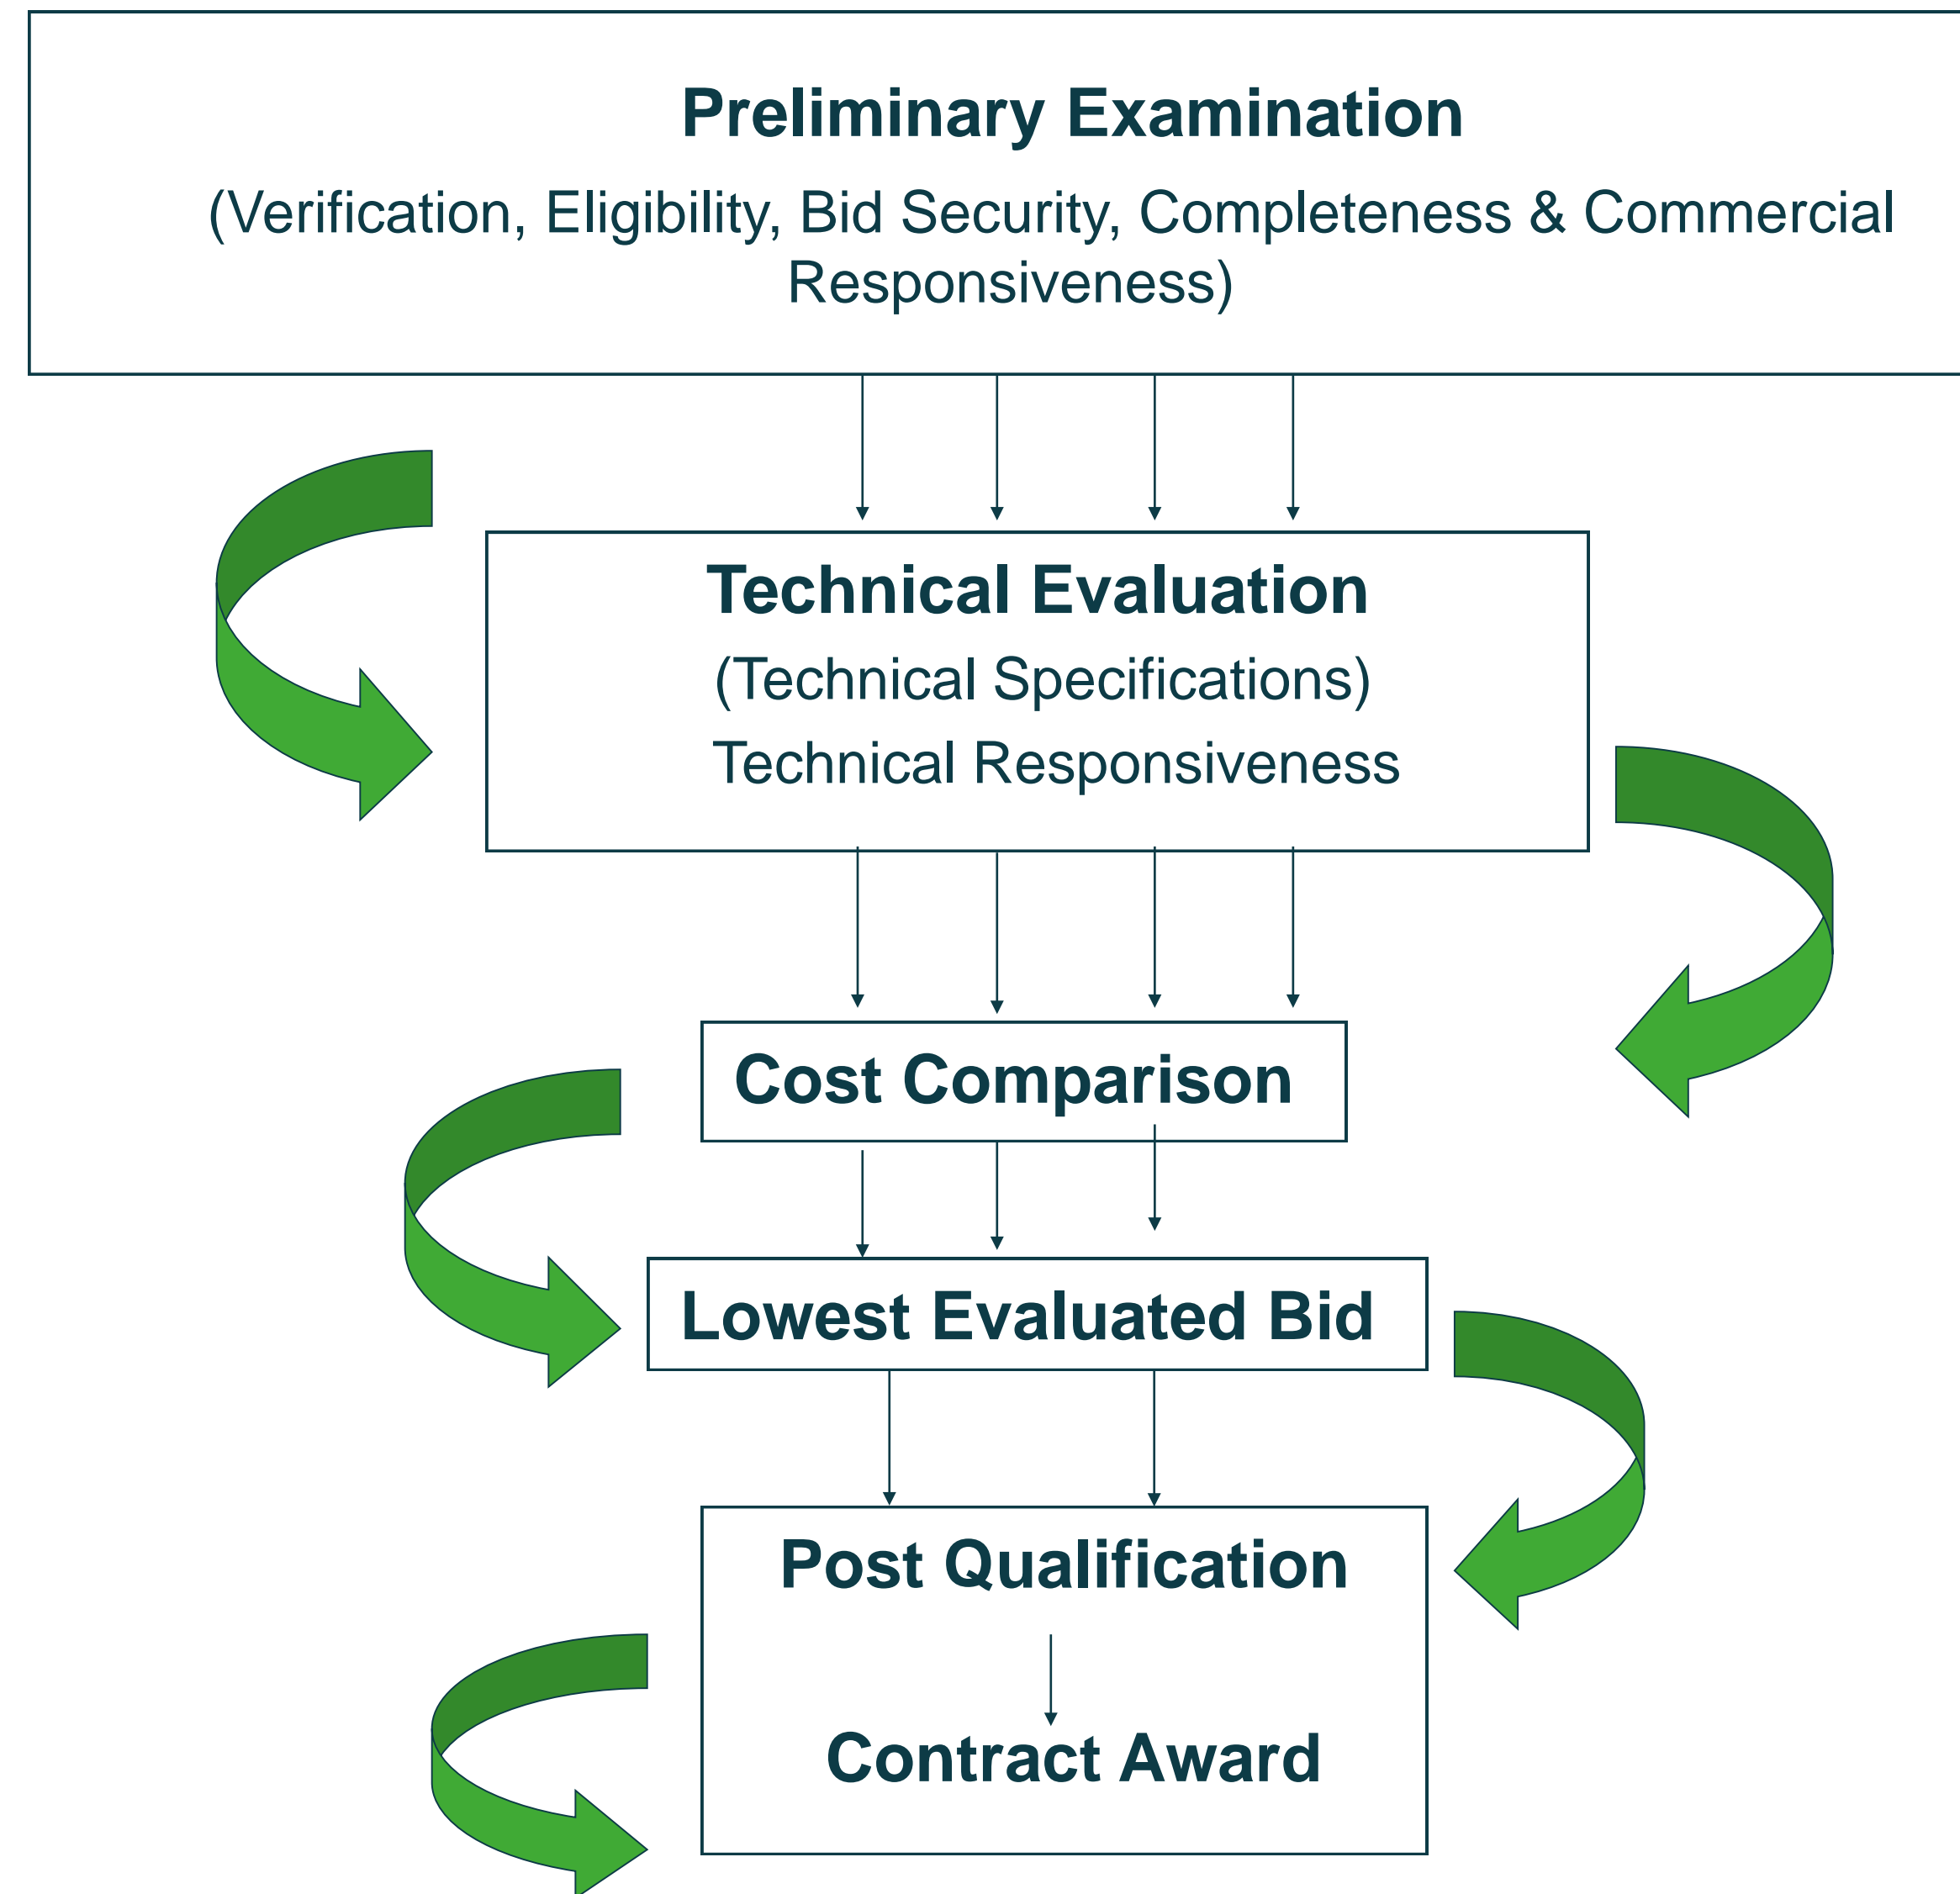 Preliminary Examination
(Verification, Eligibility, Bid Security, Completeness & Commercial
Responsiveness)
Technical Evaluation
(Technical Specifications)
Technical Responsiveness
Cost Comparison
Lowest Evaluated Bid
Post Qualification
Contract Award